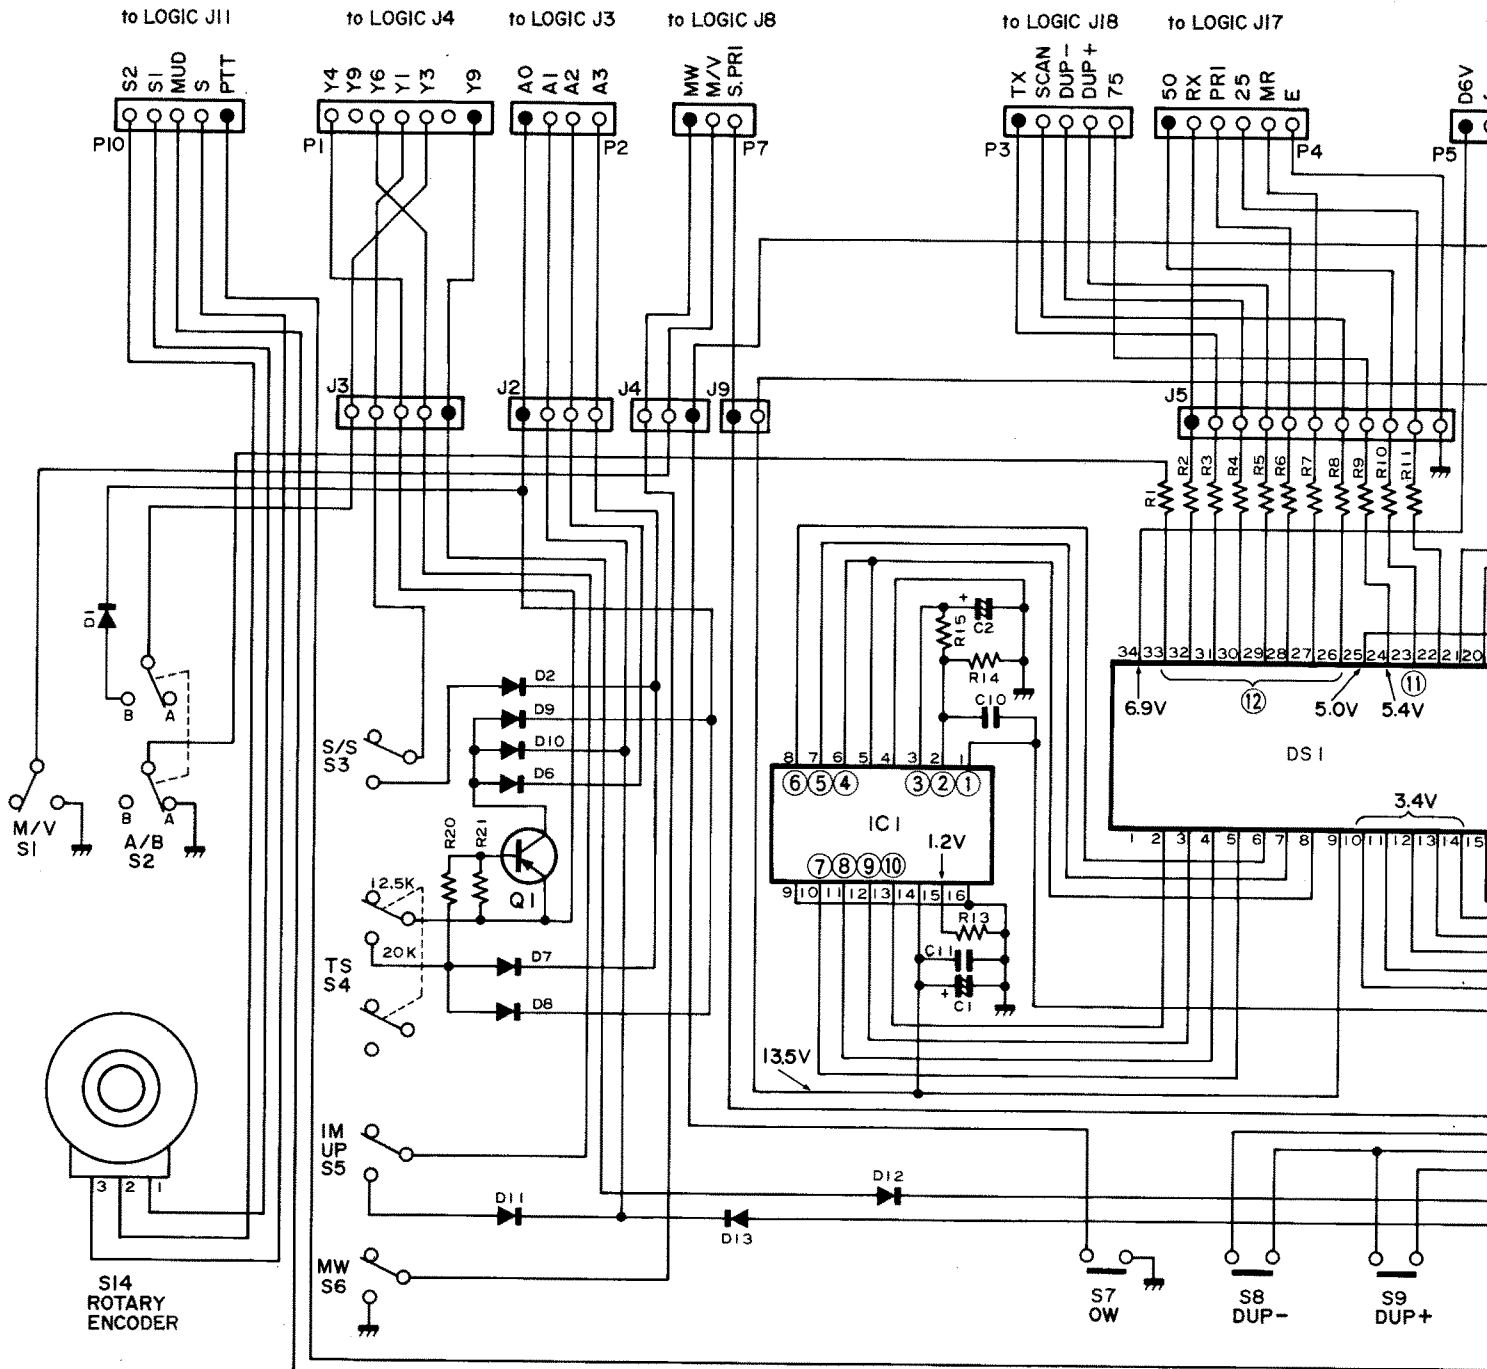 to LOGIC J11 to LOGIC J4 to LOGIC J3 to LOGIC J8 to LOGIC J18 to LOGIC J17
S2 S1 MUD S PTT
Y4 Y9 Y6 Y1 Y3 Y9
A0 A1 A2 A3
MW M/V S.PRI
TX SCAN DUP- DUP+ 75
50 RX PRI 25 MR E
D6V
P10 P1 P2 P7 P3 P4 P5
J3 J2 J4 J9 J5
R1 R2 R3 R4 R5 R6 R7 R8 R9 R10 R11
D1
B A
B A
M/V
S1
A/B
S2
S/S
S3
D2
D9
D10
D6
R20 R21
Q1
12.5K
20K
TS
S4
D7
D8
+
C2
R15
R14
C10
8 7 6 5 4 3 2 1
⑥ ⑤ ④ ③ ② ①
IC1
1.2V
⑦ ⑧ ⑨ ⑩
9 10 11 12 13 14 15 16
R13
C11
+
C1
13.5V
34 33 32 31 30 29 28 27 26 25 24 23 22 21 20
6.9V
⑫
5.0V
5.4V
⑪
DS1
3.4V
1 2 3 4 5 6 7 8 9 10 11 12 13 14 15
1M
UP
S5
D11
D12
D13
MW
S6
3 2 1
S14
ROTARY
ENCODER
S7
OW
S8
DUP-
S9
DUP+